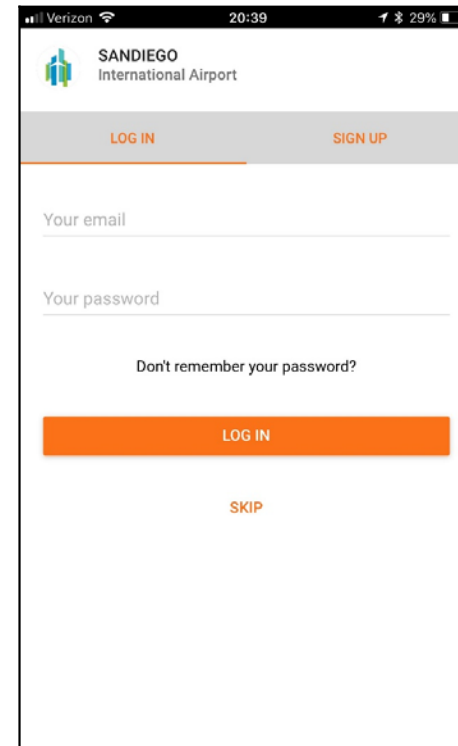 Verizon 20:39 29%
SANDIEGO
International Airport
LOG IN SIGN UP
Your email
Your password
Don't remember your password?
LOG IN
SKIP